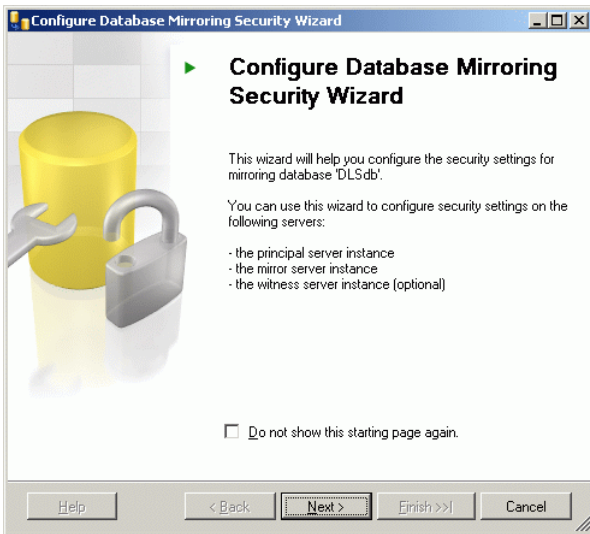 Configure Database Mirroring Security Wizard
Configure Database Mirroring
Security Wizard
This wizard will help you configure the security settings for
mirroring database 'DLSdb'.
You can use this wizard to configure security settings on the
following servers:
- the principal server instance
- the mirror server instance
- the witness server instance (optional)
Do not show this starting page again.
Help
< Back
Next >
Finish >>|
Cancel